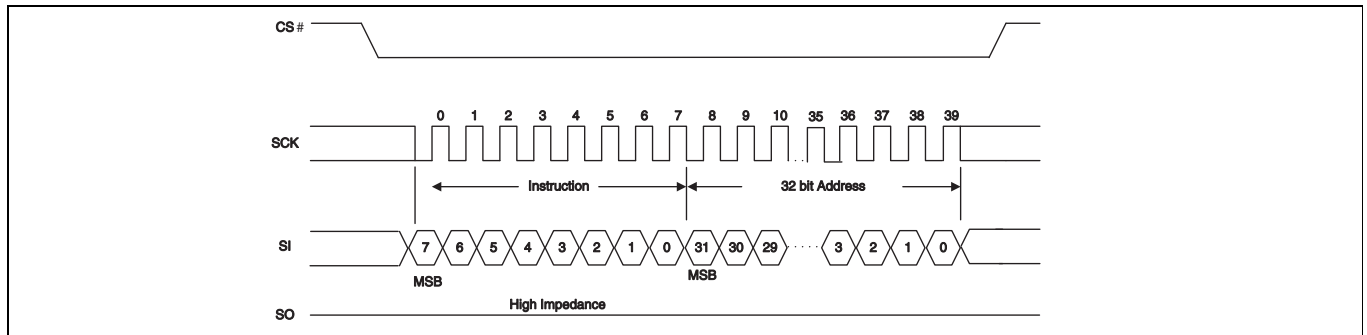 CS#
0 1 2 3 4 5 6 7 8 9 10 35 36 37 38 39
SCK
Instruction 32 bit Address
SI 7 6 5 4 3 2 1 0 31 30 29 3 2 1 0
MSB MSB
High Impedance
SO